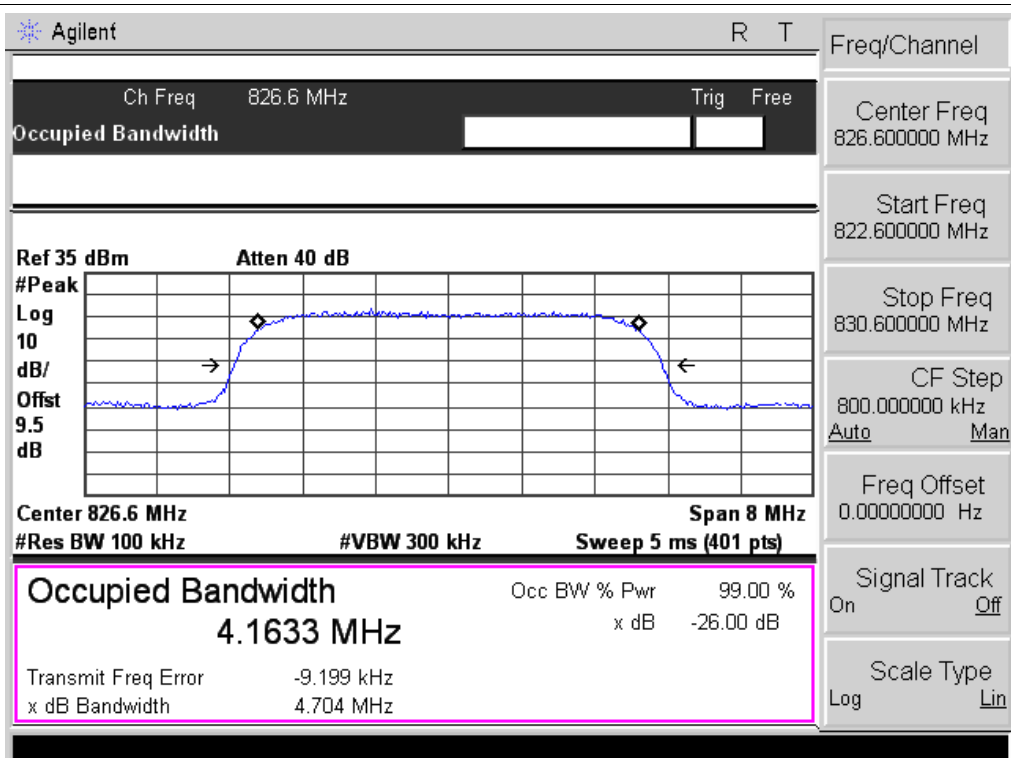 Agilent R T
Ch Freq 826.6 MHz Trig Free
Occupied Bandwidth
Ref 35 dBm Atten 40 dB
#Peak
Log
10
dB/
Offst
9.5
dB
Center 826.6 MHz Span 8 MHz
#Res BW 100 kHz #VBW 300 kHz Sweep 5 ms (401 pts)
Occupied Bandwidth
4.1633 MHz
Occ BW % Pwr 99.00 %
x dB -26.00 dB
Transmit Freq Error -9.199 kHz
x dB Bandwidth 4.704 MHz
Freq/Channel
Center Freq
826.600000 MHz
Start Freq
822.600000 MHz
Stop Freq
830.600000 MHz
CF Step
800.000000 kHz
Auto Man
Freq Offset
0.00000000 Hz
Signal Track
On Off
Scale Type
Log Lin